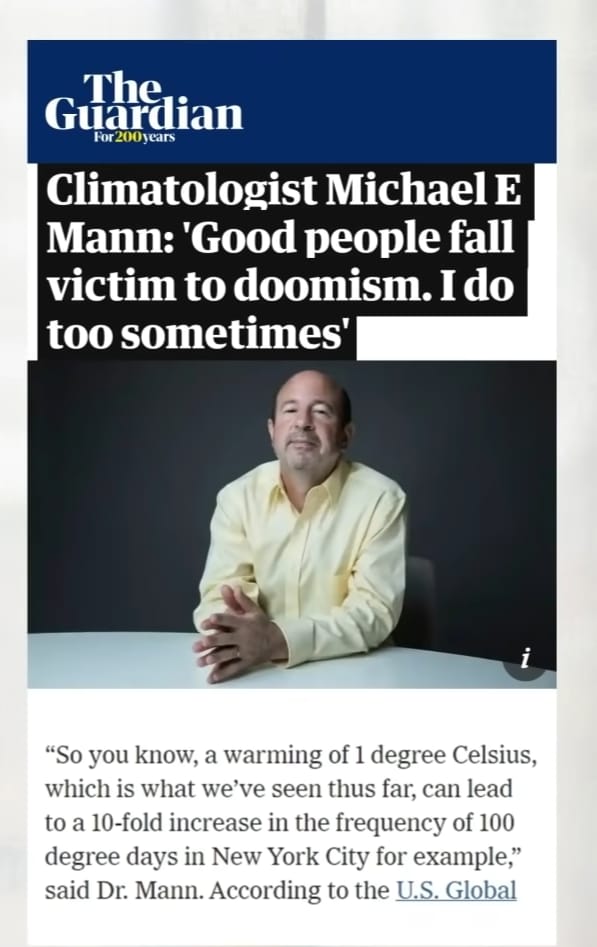 The
Guardian
For 200 years
Climatologist Michael E
Mann: 'Good people fall
victim to doomism. I do
too sometimes'
i
“So you know, a warming of 1 degree Celsius,
which is what we’ve seen thus far, can lead
to a 10-fold increase in the frequency of 100
degree days in New York City for example,”
said Dr. Mann. According to the U.S. Global